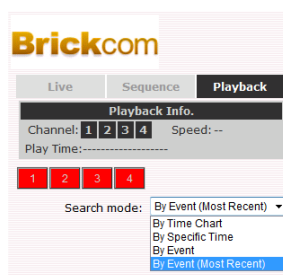 Brickcom
Live Sequence Playback
Playback Info.
Channel: 1 2 3 4 Speed: --
Play Time:-------------------
1 2 3 4
Search mode: By Event (Most Recent)
By Time Chart
By Specific Time
By Event
By Event (Most Recent)